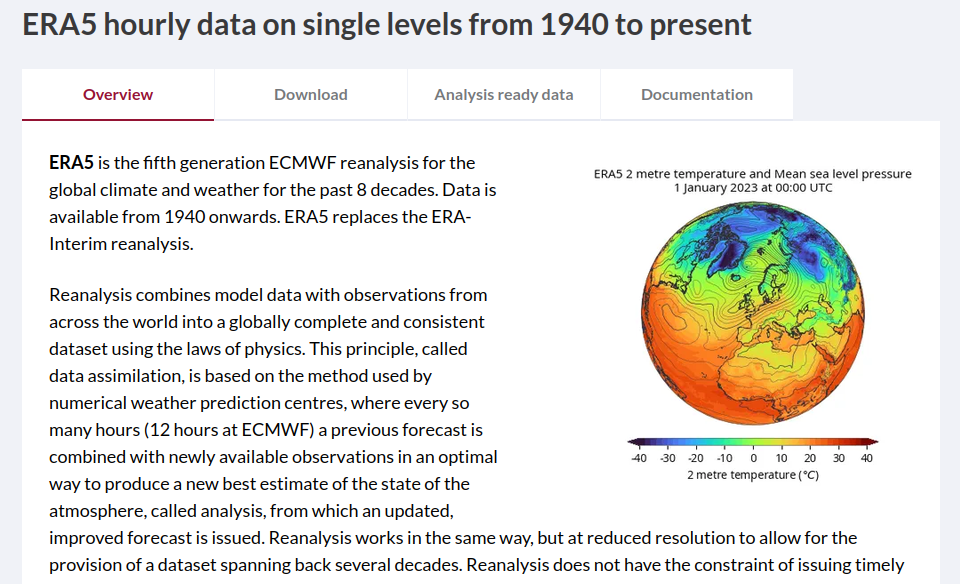 ERA5 hourly data on single levels from 1940 to present
Overview
Download
Analysis ready data
Documentation
ERA5 is the fifth generation ECMWF reanalysis for the
global climate and weather for the past 8 decades. Data is
available from 1940 onwards. ERA5 replaces the ERA-
Interim reanalysis.
Reanalysis combines model data with observations from
across the world into a globally complete and consistent
dataset using the laws of physics. This principle, called
data assimilation, is based on the method used by
numerical weather prediction centres, where every so
many hours (12 hours at ECMWF) a previous forecast is
combined with newly available observations in an optimal
way to produce a new best estimate of the state of the
atmosphere, called analysis, from which an updated,
improved forecast is issued. Reanalysis works in the same way, but at reduced resolution to allow for the
provision of a dataset spanning back several decades. Reanalysis does not have the constraint of issuing timely
ERA5 2 metre temperature and Mean sea level pressure
1 January 2023 at 00:00 UTC
-40 -30 -20 -10 0 10 20 30 40
2 metre temperature (°C)